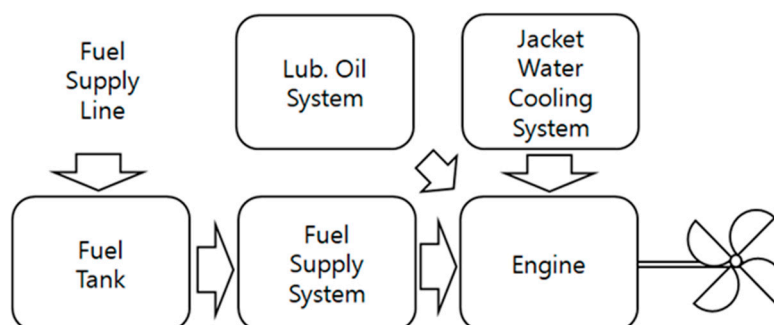 Fuel
Supply
Line
Lub. Oil
System
Jacket
Water
Cooling
System
Fuel
Tank
Fuel
Supply
System
Engine